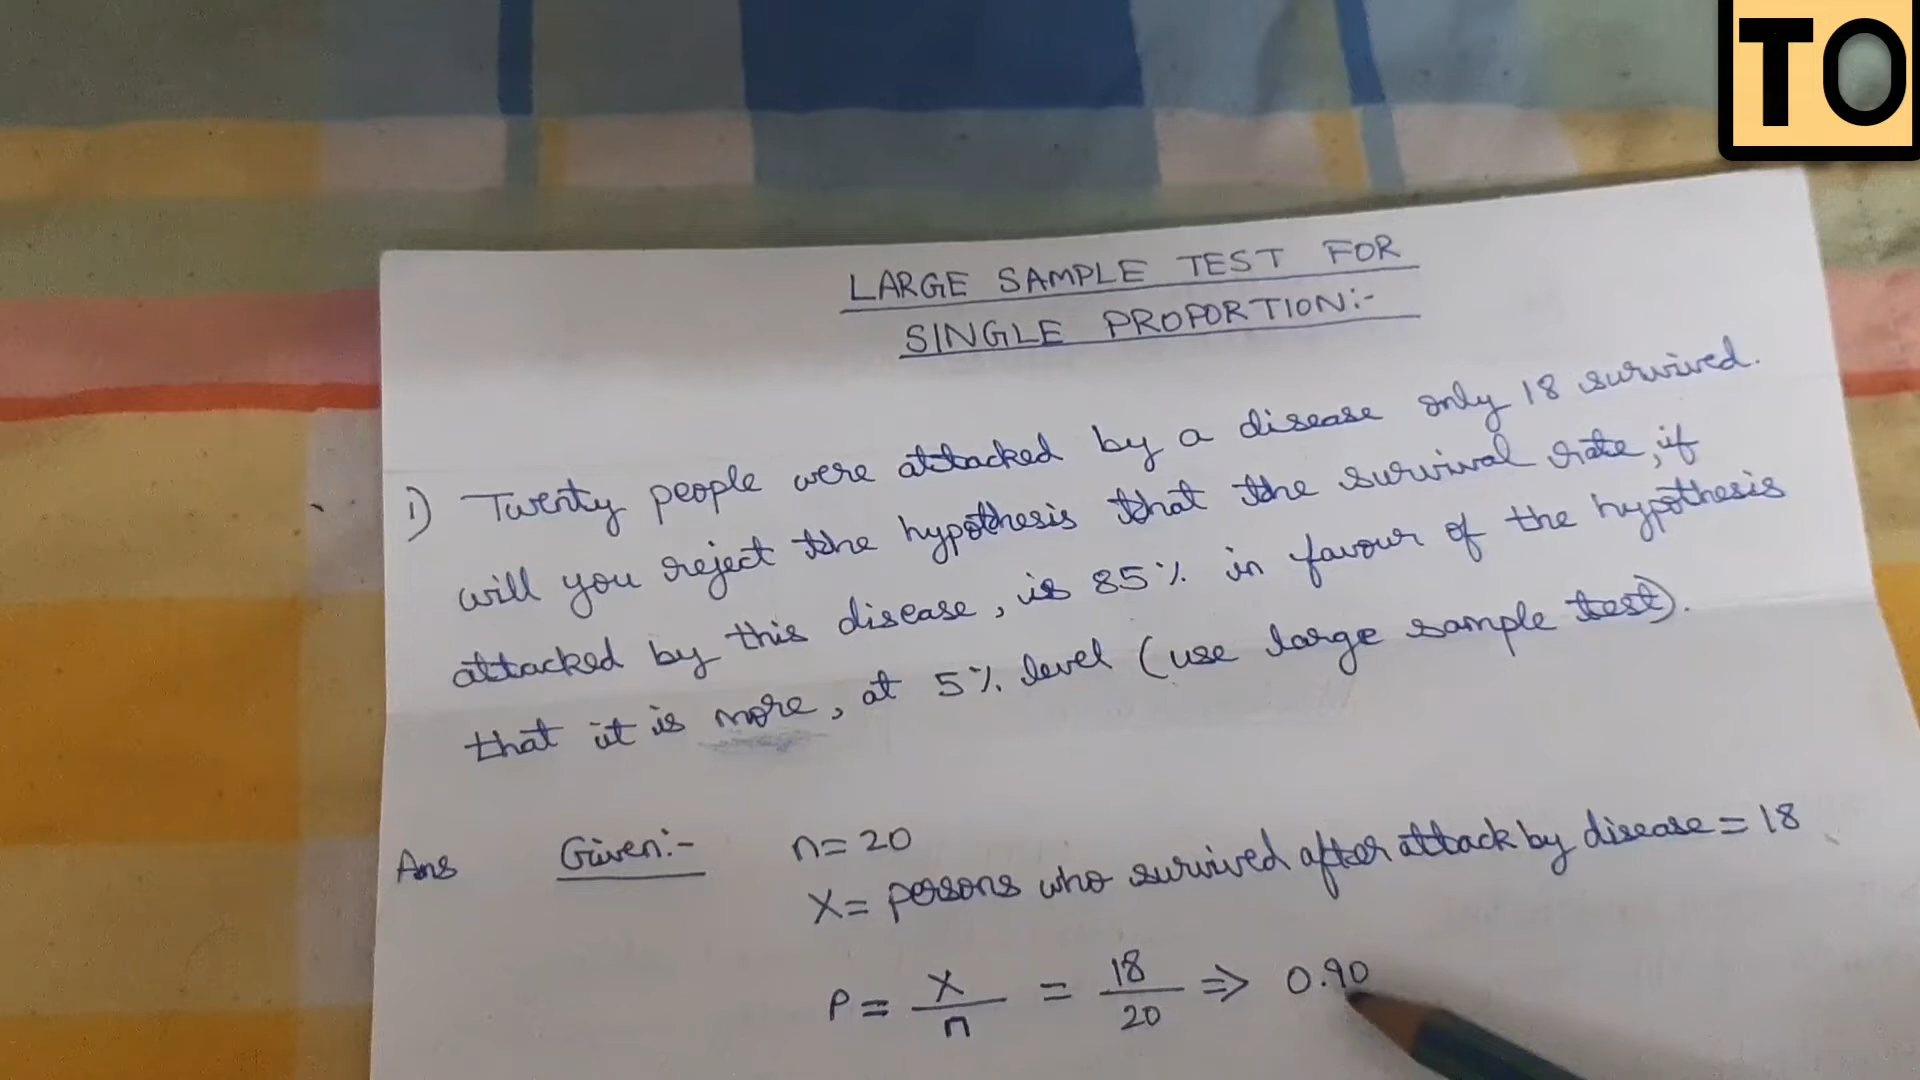 TO
LARGE SAMPLE TEST FOR
SINGLE PROPORTION:-
1) Twenty people were attacked by a disease only 18 survived.
will you reject the hypothesis that the survival rate, if
attacked by this disease, is 85% in favour of the hypothesis
that it is more, at 5% level (use large sample test).
Ans Given:- n=20
X= persons who survived after attack by disease = 18
P = X/n = 18/20 => 0.90